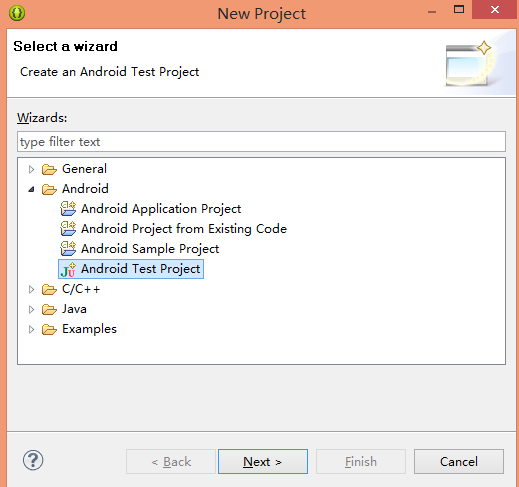 New Project
Select a wizard
Create an Android Test Project
Wizards:
type filter text
General
Android
Android Application Project
Android Project from Existing Code
Android Sample Project
Android Test Project
C/C++
Java
Examples
? < Back Next > Finish Cancel